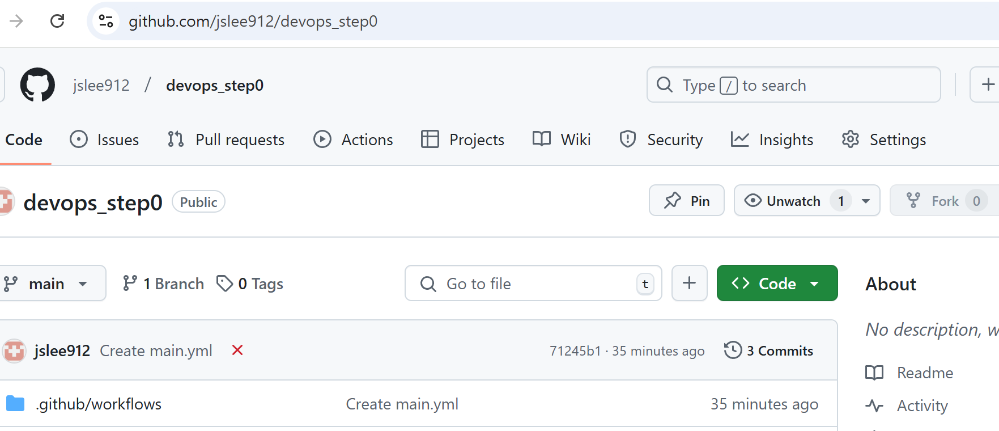 github.com/jslee912/devops_step0
jslee912 / devops_step0
Type / to search
Code Issues Pull requests Actions Projects Wiki Security Insights Settings
devops_step0 Public
Pin Unwatch 1 Fork 0
main 1 Branch 0 Tags
Go to file t
Code
About
jslee912 Create main.yml 71245b1 · 35 minutes ago 3 Commits
No description,
.github/workflows Create main.yml 35 minutes ago
Readme
Activity